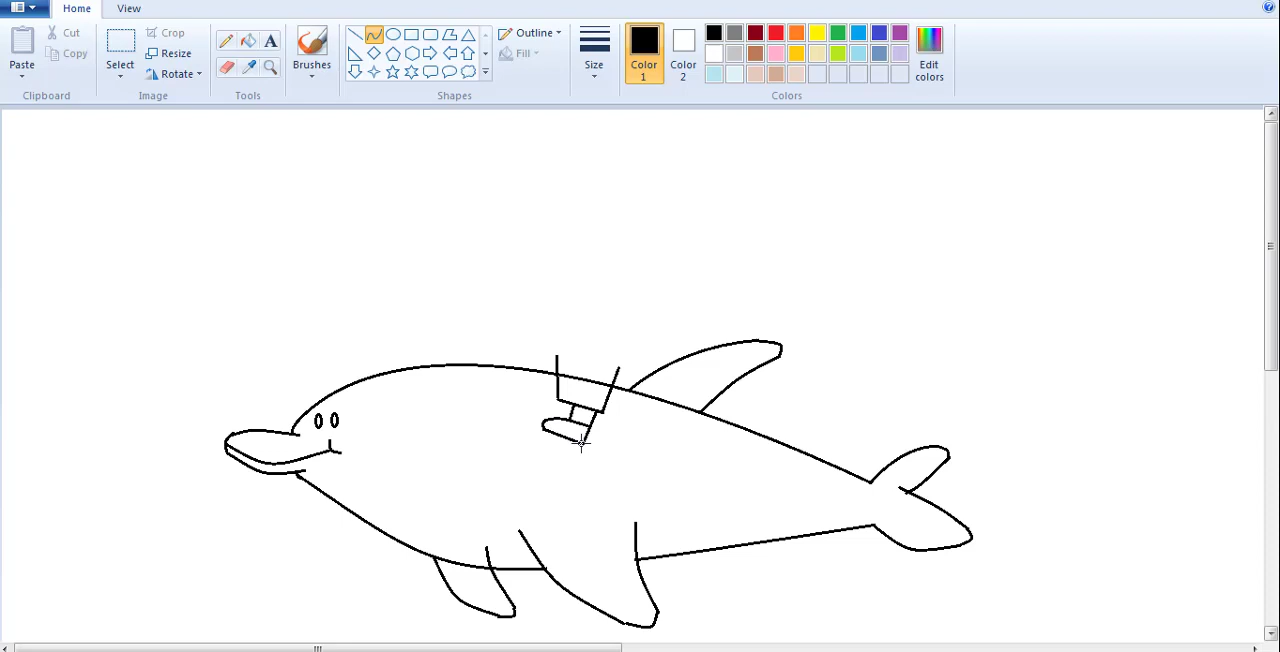 Home View
Cut
Copy
Paste
Clipboard
Select
Crop
Resize
Rotate
Image
A
Tools
Brushes
Outline
Fill
Shapes
Size
Color 1
Color 2
Edit colors
Colors